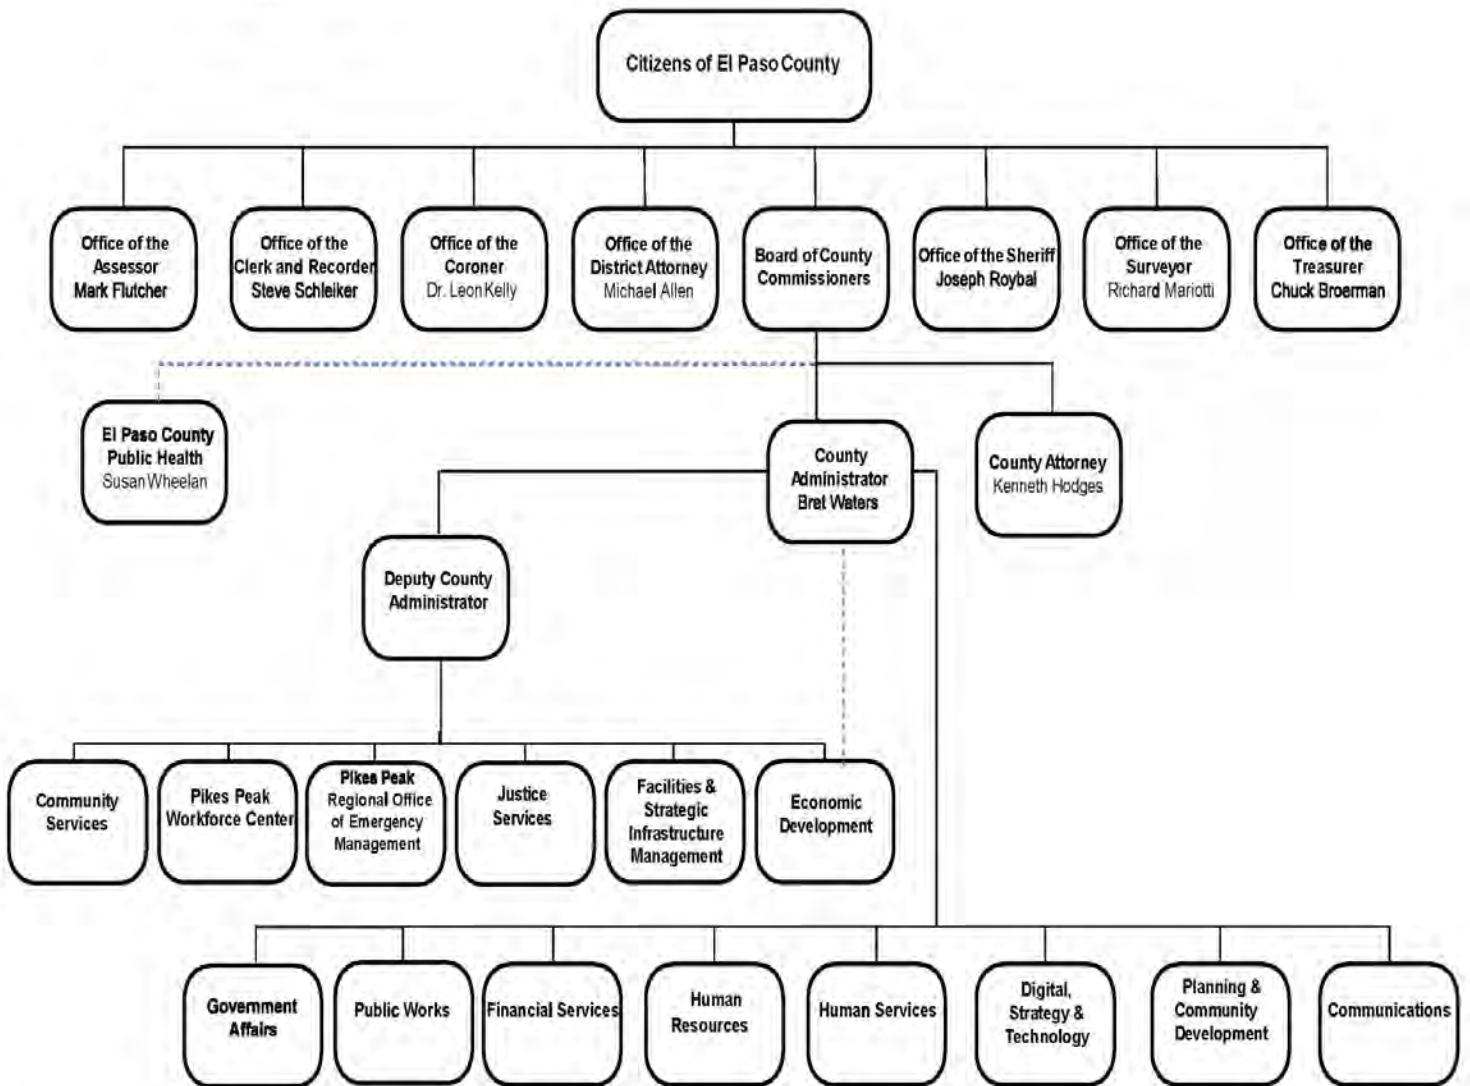 Citizens of El Paso County
Office of the
Assessor
Mark Flutcher
Office of the
Clerk and Recorder
Steve Schleiker
Office of the
Coroner
Dr. Leon Kelly
Office of the
District Attorney
Michael Allen
Board of County
Commissioners
Office of the Sheriff
Joseph Roybal
Office of the
Surveyor
Richard Mariotti
Office of the
Treasurer
Chuck Broerman
El Paso County
Public Health
Susan Wheelan
County
Administrator
Bret Waters
County Attorney
Kenneth Hodges
Deputy County
Administrator
Community
Services
Pikes Peak
Workforce Center
Pikes Peak
Regional Office
of Emergency
Management
Justice
Services
Facilities &
Strategic
Infrastructure
Management
Economic
Development
Government
Affairs
Public Works
Financial Services
Human
Resources
Human Services
Digital,
Strategy &
Technology
Planning &
Community
Development
Communications